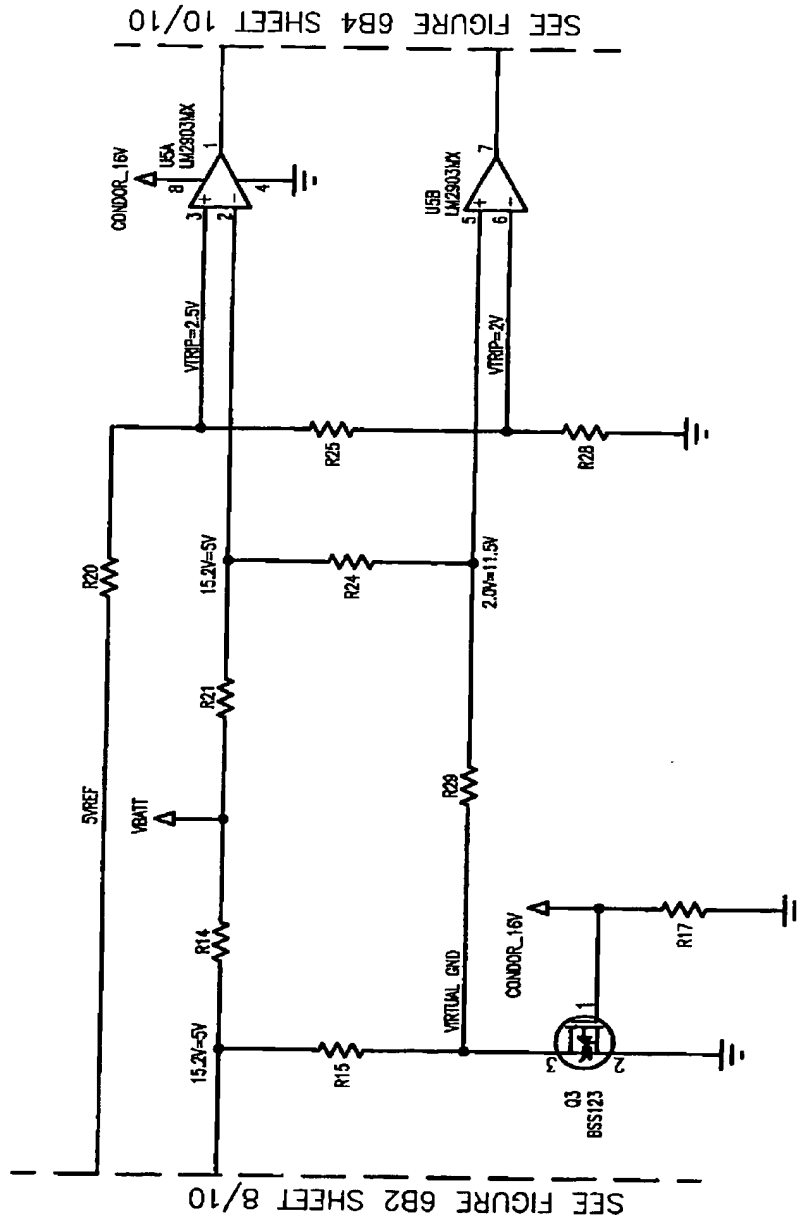 SEE FIGURE 6B4 SHEET 10/10
CONDOR_16V
8
U5A
LM2903MX
3
+
1
2
-
4
VTRIP=2.5V
U5B
LM2903MX
5
+
7
6
-
VTRIP=2V
R25
R28
R20
15.2V=5V
R24
2.0V=11.5V
R21
R29
5VREF
VBATT
R14
CONDOR_16V
R17
15.2V=5V
R15
VIRTUAL GND
1
3
2
Q3
BSS123
SEE FIGURE 6B2 SHEET 8/10